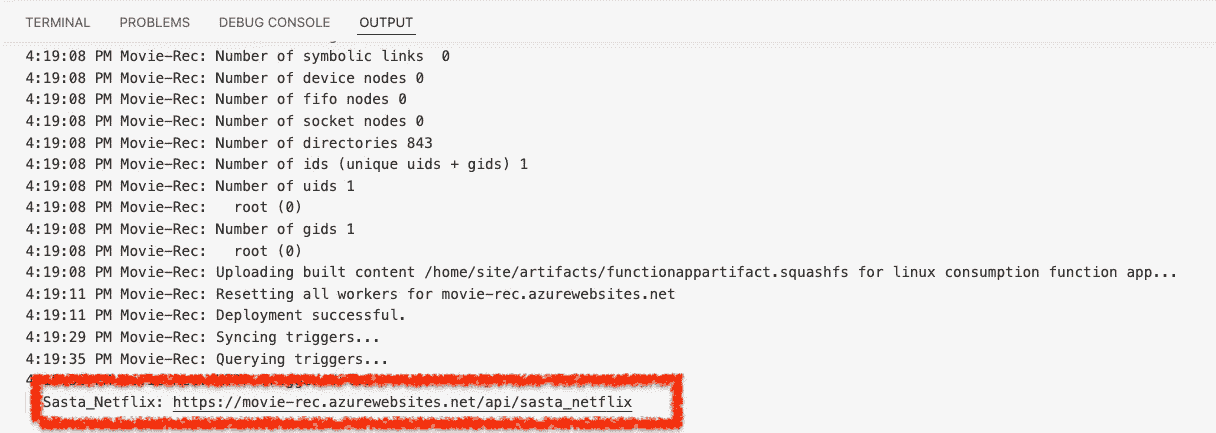 TERMINAL PROBLEMS DEBUG CONSOLE OUTPUT
4:19:08 PM Movie-Rec: Number of symbolic links  0
4:19:08 PM Movie-Rec: Number of device nodes 0
4:19:08 PM Movie-Rec: Number of fifo nodes 0
4:19:08 PM Movie-Rec: Number of socket nodes 0
4:19:08 PM Movie-Rec: Number of directories 843
4:19:08 PM Movie-Rec: Number of ids (unique uids + gids) 1
4:19:08 PM Movie-Rec: Number of uids 1
4:19:08 PM Movie-Rec:   root (0)
4:19:08 PM Movie-Rec: Number of gids 1
4:19:08 PM Movie-Rec:   root (0)
4:19:08 PM Movie-Rec: Uploading built content /home/site/artifacts/functionappartifact.squashfs for linux consumption function app...
4:19:11 PM Movie-Rec: Resetting all workers for movie-rec.azurewebsites.net
4:19:11 PM Movie-Rec: Deployment successful.
4:19:29 PM Movie-Rec: Syncing triggers...
4:19:35 PM Movie-Rec: Querying triggers...
Sasta_Netflix: https://movie-rec.azurewebsites.net/api/sasta_netflix